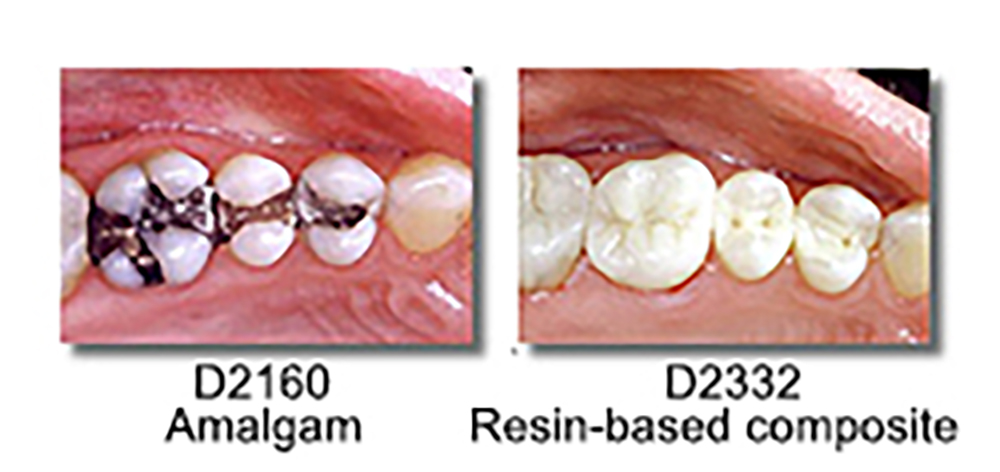 D2160
Amalgam
D2332
Resin-based composite